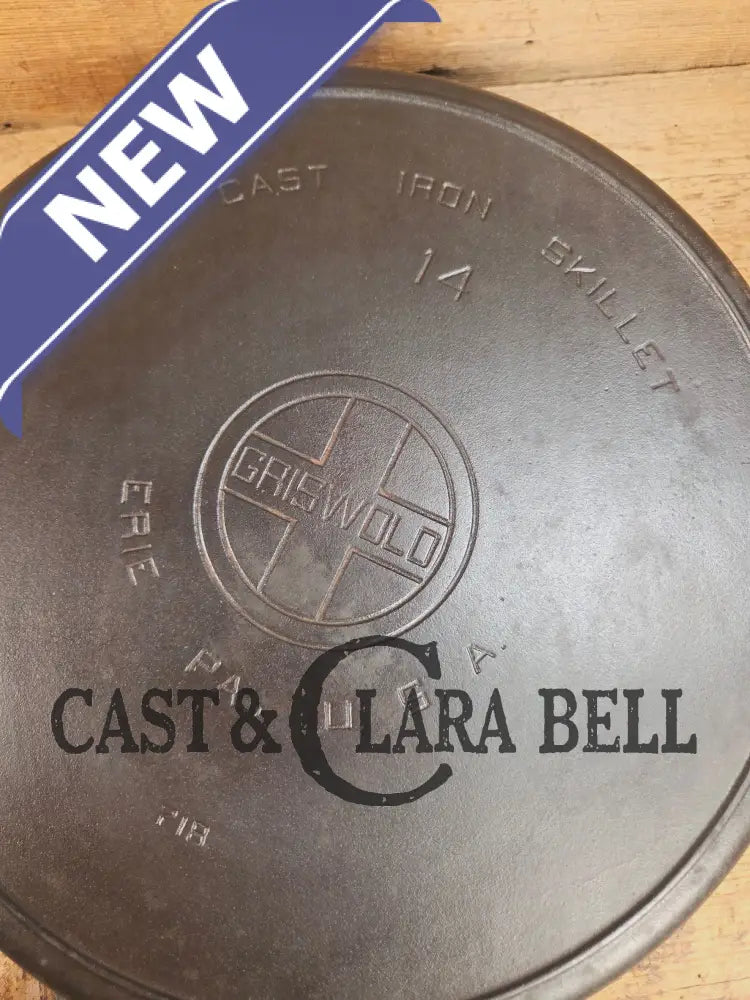 NEW
CAST IRON SKILLET
14
GRISWOLD
ERIE PA., U.S.A.
CAST & CLARA BELL
718